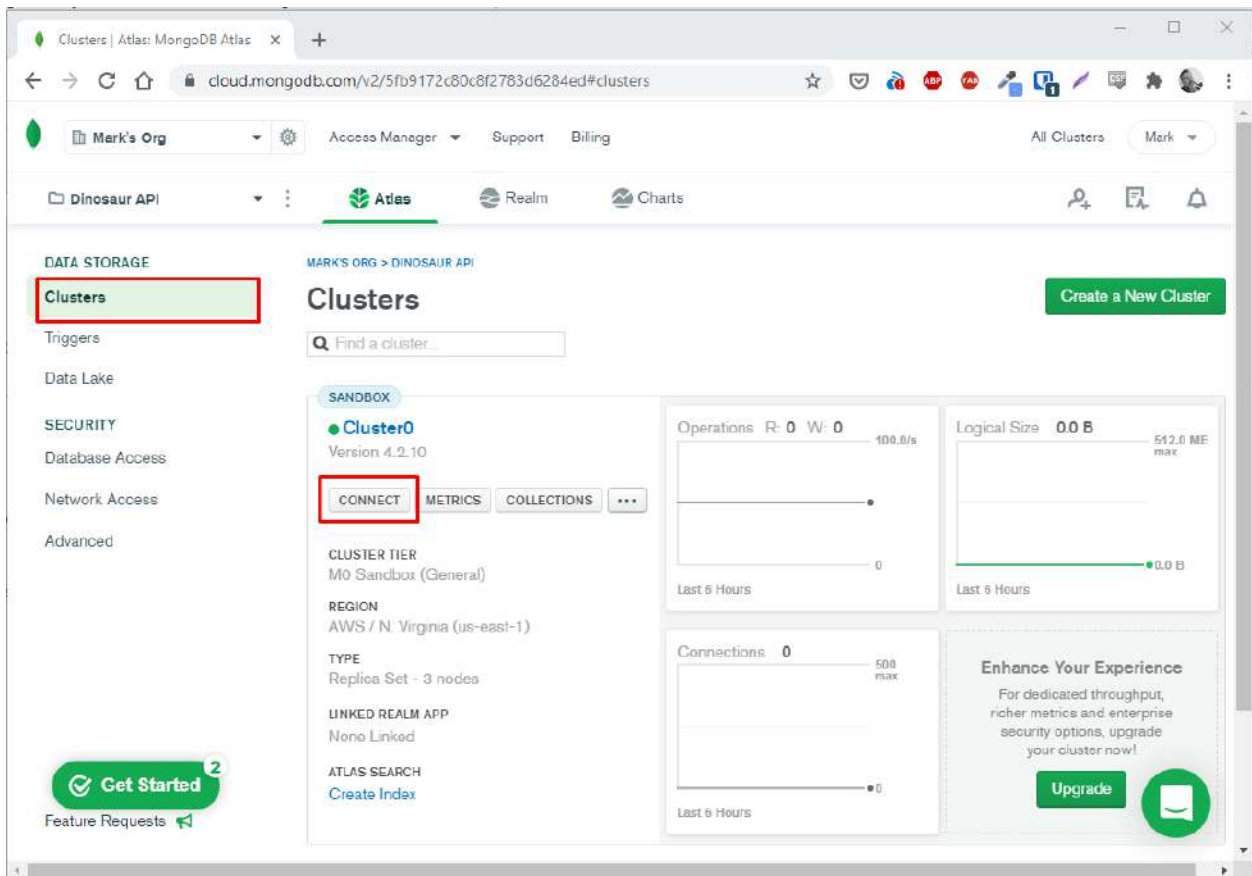 Clusters | Atlas: MongoDB Atlas
cloud.mongodb.com/v2/5fb9172c80c8f2783d6284ed#clusters
ABP
1
Mark's Org
Access Manager
Support
Billing
All Clusters
Mark
Dinosaur API
Atlas
Realm
Charts
DATA STORAGE
Clusters
Triggers
Data Lake
SECURITY
Database Access
Network Access
Advanced
Get Started
2
Feature Requests
MARK'S ORG > DINOSAUR API
Clusters
Create a New Cluster
Find a cluster...
SANDBOX
Cluster0
Version 4.2.10
CONNECT
METRICS
COLLECTIONS
...
CLUSTER TIER
M0 Sandbox (General)
REGION
AWS / N. Virginia (us-east-1)
TYPE
Replica Set - 3 nodes
LINKED REALM APP
None Linked
ATLAS SEARCH
Create Index
Operations R: 0 W: 0
100.0/s
0
Last 6 Hours
Logical Size 0.0 B
512.0 MB
max
0.0 B
Last 6 Hours
Connections 0
500
max
0
Last 6 Hours
Enhance Your Experience
For dedicated throughput,
richer metrics and enterprise
security options, upgrade
your cluster now!
Upgrade